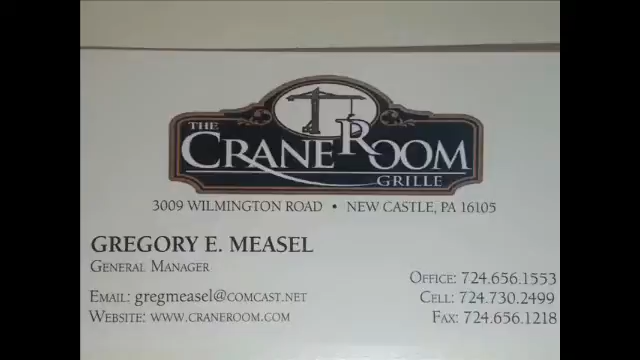 THE
CRANE ROOM
GRILLE
3009 WILMINGTON ROAD • NEW CASTLE, PA 16105
GREGORY E. MEASEL
GENERAL MANAGER
OFFICE: 724.656.1553
EMAIL: gregmeasel@COMCAST.NET
CELL: 724.730.2499
WEBSITE: WWW.CRANEROOM.COM
FAX: 724.656.1218